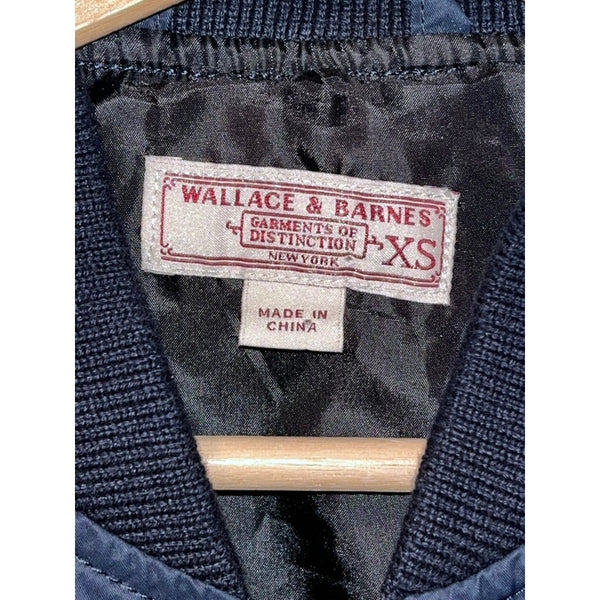 WALLACE & BARNES
GARMENTS OF
DISTINCTION
NEW YORK
XS
MADE IN
CHINA